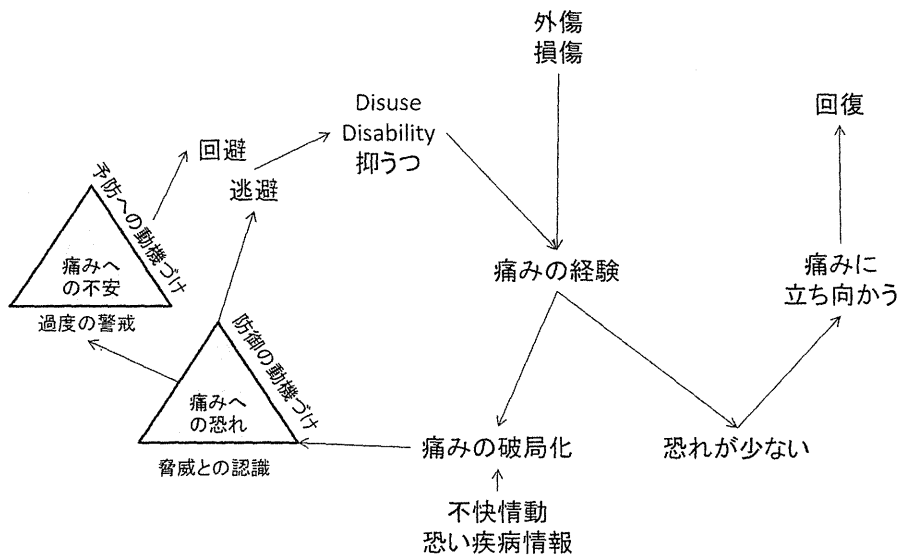 外傷
損傷
Disuse
Disability
抑うつ
回復
回避
逃避
予防への動機づけ
痛みへ
の不安
過度の警戒
痛みの経験
痛みに
立ち向かう
防御の動機づけ
痛みへ
の恐れ
脅威との認識
痛みの破局化
恐れが少ない
不快情動
恐い疾病情報